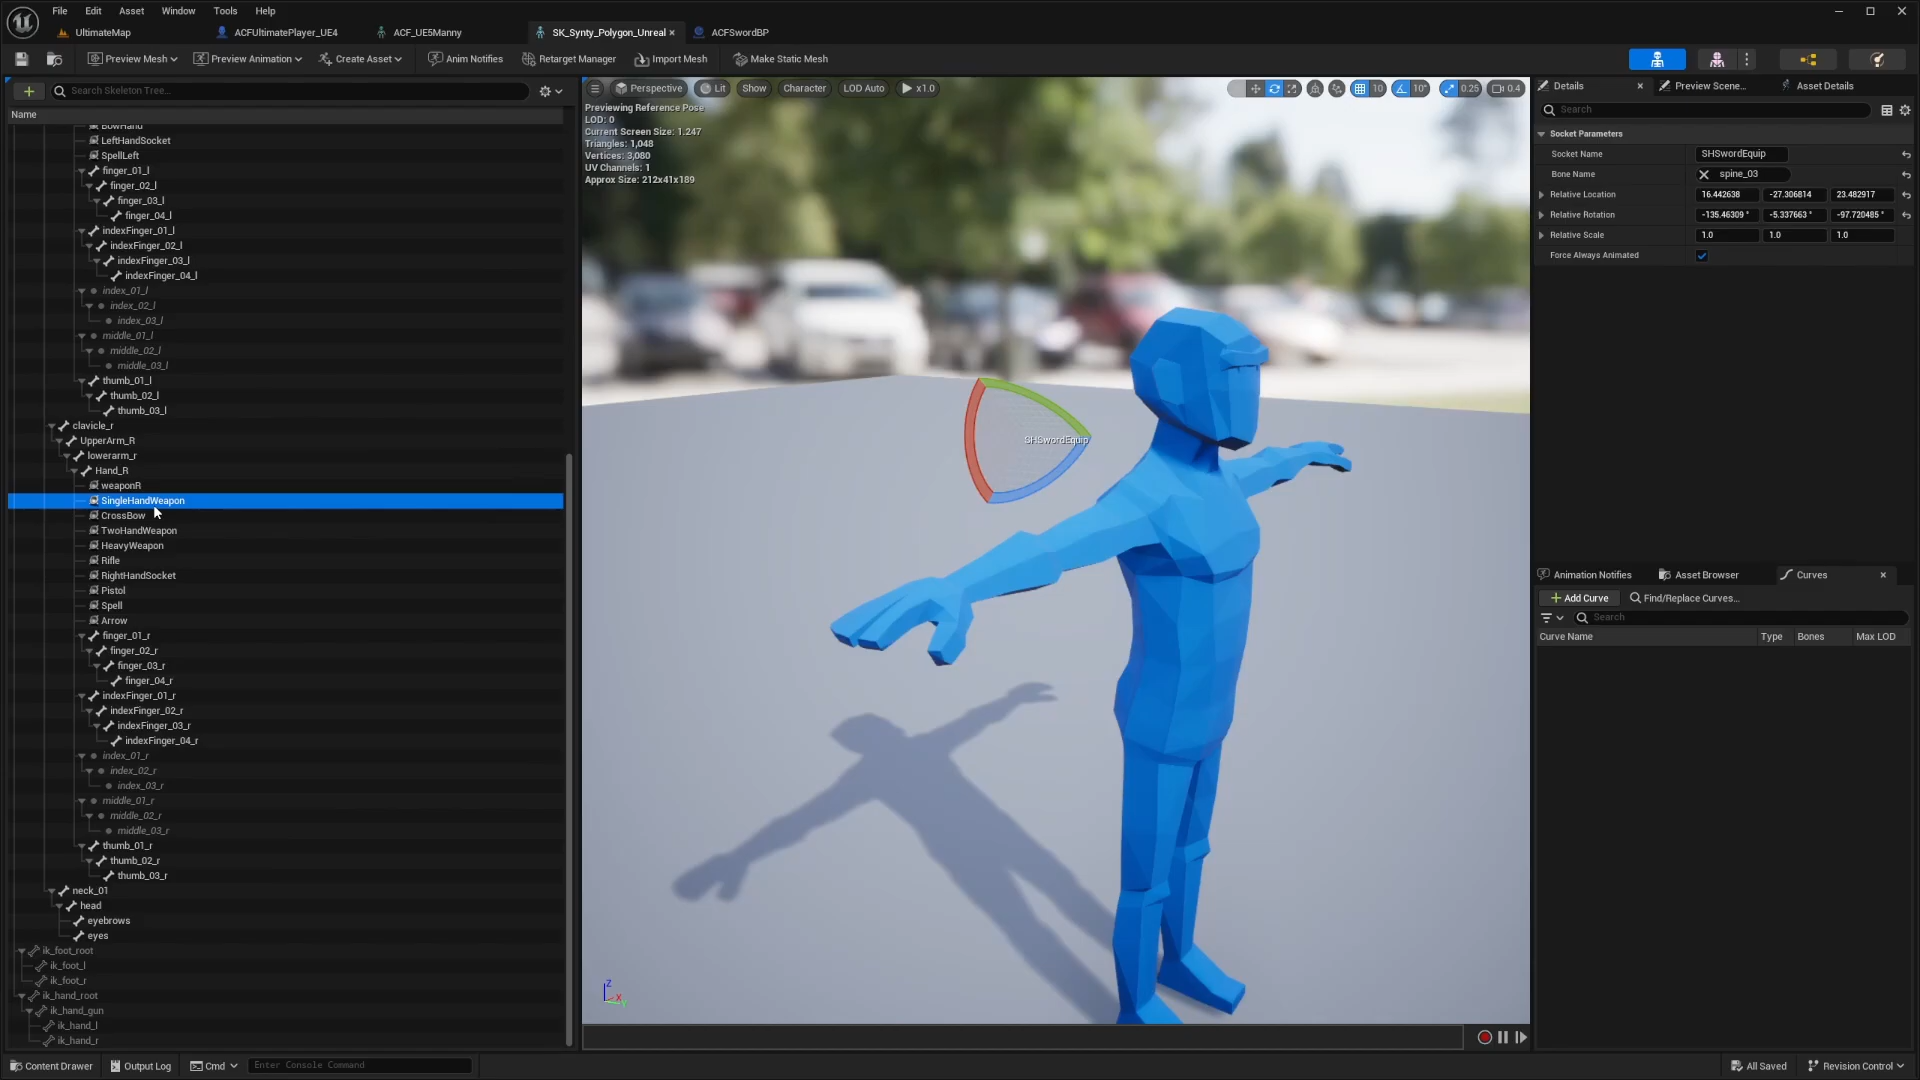 File Edit Asset Window Tools Help
UltimateMap ACFUltimatePlayer_UE4 ACF_UE5Manny SK_Synty_Polygon_Unreal ACFSwordBP
Preview Mesh Preview Animation Create Asset Anim Notifies Retarget Manager Import Mesh Make Static Mesh
Search Skeleton Tree...
Name
BowHand
LeftHandSocket
SpellLeft
finger_01_l
finger_02_l
finger_03_l
finger_04_l
indexFinger_01_l
indexFinger_02_l
indexFinger_03_l
indexFinger_04_l
index_01_l
index_02_l
index_03_l
middle_01_l
middle_02_l
middle_03_l
thumb_01_l
thumb_02_l
thumb_03_l
clavicle_r
UpperArm_R
lowerarm_r
Hand_R
weaponR
SingleHandWeapon
CrossBow
TwoHandWeapon
HeavyWeapon
Rifle
RightHandSocket
Pistol
Spell
Arrow
finger_01_r
finger_02_r
finger_03_r
finger_04_r
indexFinger_01_r
indexFinger_02_r
indexFinger_03_r
indexFinger_04_r
index_01_r
index_02_r
index_03_r
middle_01_r
middle_02_r
middle_03_r
thumb_01_r
thumb_02_r
thumb_03_r
neck_01
head
eyebrows
eyes
ik_foot_root
ik_foot_l
ik_foot_r
ik_hand_root
ik_hand_gun
ik_hand_l
ik_hand_r
Perspective Lit Show Character LOD Auto x1.0 10 10° 0.25 0.4
Previewing Reference Pose
LOD: 0
Current Screen Size: 1.247
Triangles: 1,048
Vertices: 3,080
UV Channels: 1
Approx Size: 212x41x189
SHSwordEquip
Z
X
Details Preview Scene... Asset Details
Search
Socket Parameters
Socket Name SHSwordEquip
Bone Name spine_03
Relative Location 16.442638 -27.306814 23.482917
Relative Rotation -135.46309° -5.337663° -97.720485°
Relative Scale 1.0 1.0 1.0
Force Always Animated
Animation Notifies Asset Browser Curves
Add Curve Find/Replace Curves...
Search
Curve Name Type Bones Max LOD
Content Drawer Output Log Cmd Enter Console Command All Saved Revision Control